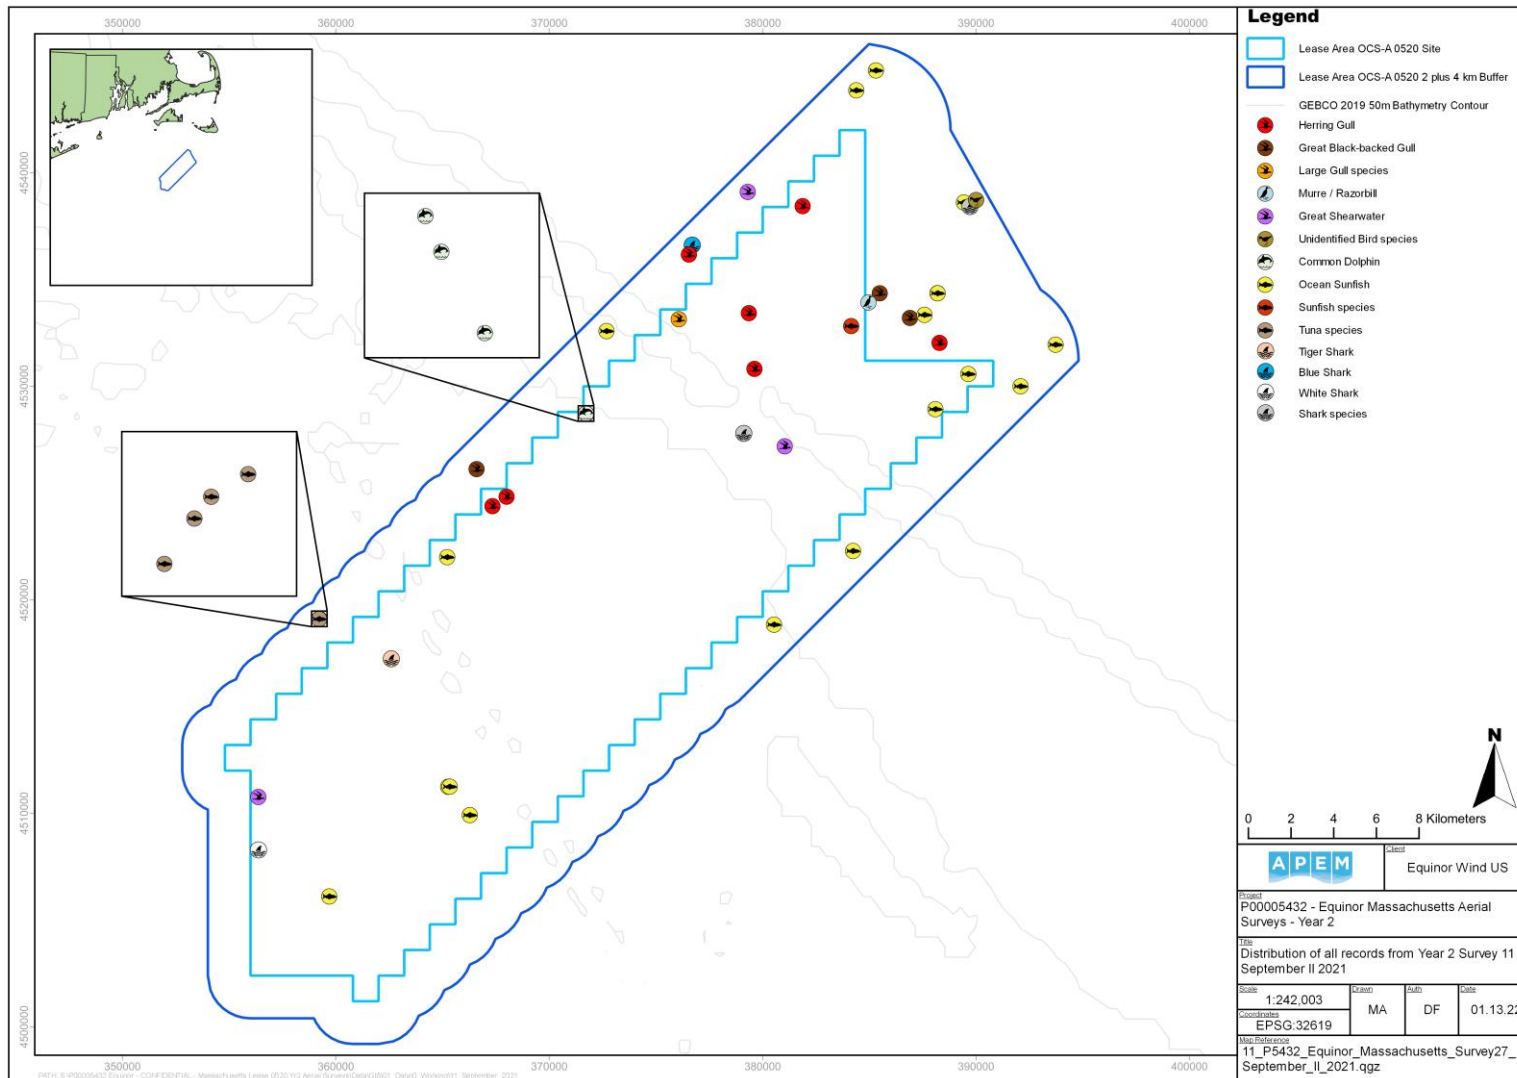 350000 360000 370000 380000 390000 400000
4540000
4530000
4520000
4510000
4500000
350000 360000 370000 380000 390000 400000
Legend
Lease Area OCS-A 0520 Site
Lease Area OCS-A 0520 2 plus 4 km Buffer
GEBCO 2019 50m Bathymetry Contour
Herring Gull
Great Black-backed Gull
Large Gull species
Murre / Razorbill
Great Shearwater
Unidentified Bird species
Common Dolphin
Ocean Sunfish
Sunfish species
Tuna species
Tiger Shark
Blue Shark
White Shark
Shark species
N
0 2 4 6 8 Kilometers
APEM
Client
Equinor Wind US
Project
P00005432 - Equinor Massachusetts Aerial
Surveys - Year 2
Title
Distribution of all records from Year 2 Survey 11
September II 2021
Scale
1:242,003
Coordinates
EPSG:32619
Drawn
MA
Auth
DF
Date
01.13.22
Map Reference
11_P5432_Equinor_Massachusetts_Survey27_
September_II_2021.qgz